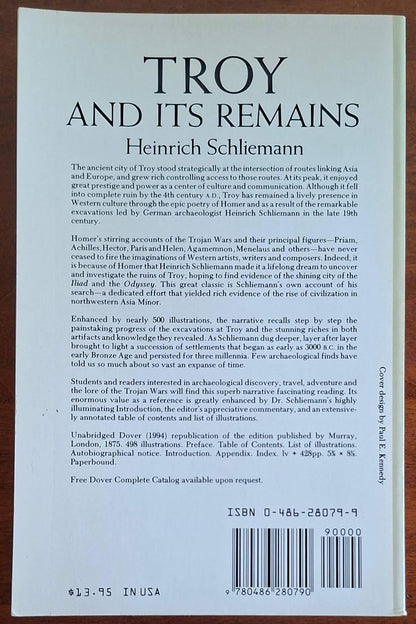 TROY
AND ITS REMAINS
Heinrich Schliemann
The ancient city of Troy stood strategically at the intersection of routes linking Asia
and Europe, and grew rich controlling access to those routes. At its peak, it enjoyed
great prestige and power as a center of culture and communication. Although it fell
into complete ruin by the 4th century A.D., Troy has remained a lively presence in
Western culture through the epic poetry of Homer and as a result of the remarkable
excavations led by German archaeologist Heinrich Schliemann in the late 19th
century.
Homer's stirring accounts of the Trojan Wars and their principal figures—Priam,
Achilles, Hector, Paris and Helen, Agamemnon, Menelaus and others—have never
ceased to fire the imaginations of Western artists, writers and composers. Indeed, it
is because of Homer that Heinrich Schliemann made it a lifelong dream to uncover
and investigate the ruins of Troy, hoping to find evidence of the shining city of the
Iliad and the Odyssey. This great classic is Schliemann's own account of his
search—a dedicated effort that yielded rich evidence of the rise of civilization in
northwestern Asia Minor.
Enhanced by nearly 500 illustrations, the narrative recalls step by step the
painstaking progress of the excavations at Troy and the stunning riches in both
artifacts and knowledge they revealed. As Schliemann dug deeper, layer after layer
brought to light a succession of settlements that began as early as 3000 B.C. in the
early Bronze Age and persisted for three millennia. Few archaeological finds have
told us so much about so vast an expanse of time.
Students and readers interested in archaeological discovery, travel, adventure and
the lore of the Trojan Wars will find this superb narrative fascinating reading. Its
enormous value as a reference is greatly enhanced by Dr. Schliemann's highly
illuminating Introduction, the editor's appreciative commentary, and an extensive-
ly annotated table of contents and list of illustrations.
Unabridged Dover (1994) republication of the edition published by Murray,
London, 1875. 498 illustrations. Preface. Table of Contents. List of illustrations.
Autobiographical notice. Introduction. Appendix. Index. lv + 428pp. 5⅜ × 8½.
Paperbound.
Free Dover Complete Catalog available upon request.
Cover design by Paul E. Kennedy
ISBN 0-486-28079-9
90000
9 780486 280790
$13.95 IN USA